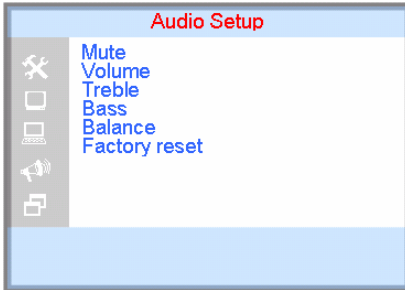 Audio Setup
Mute
Volume
Treble
Bass
Balance
Factory reset